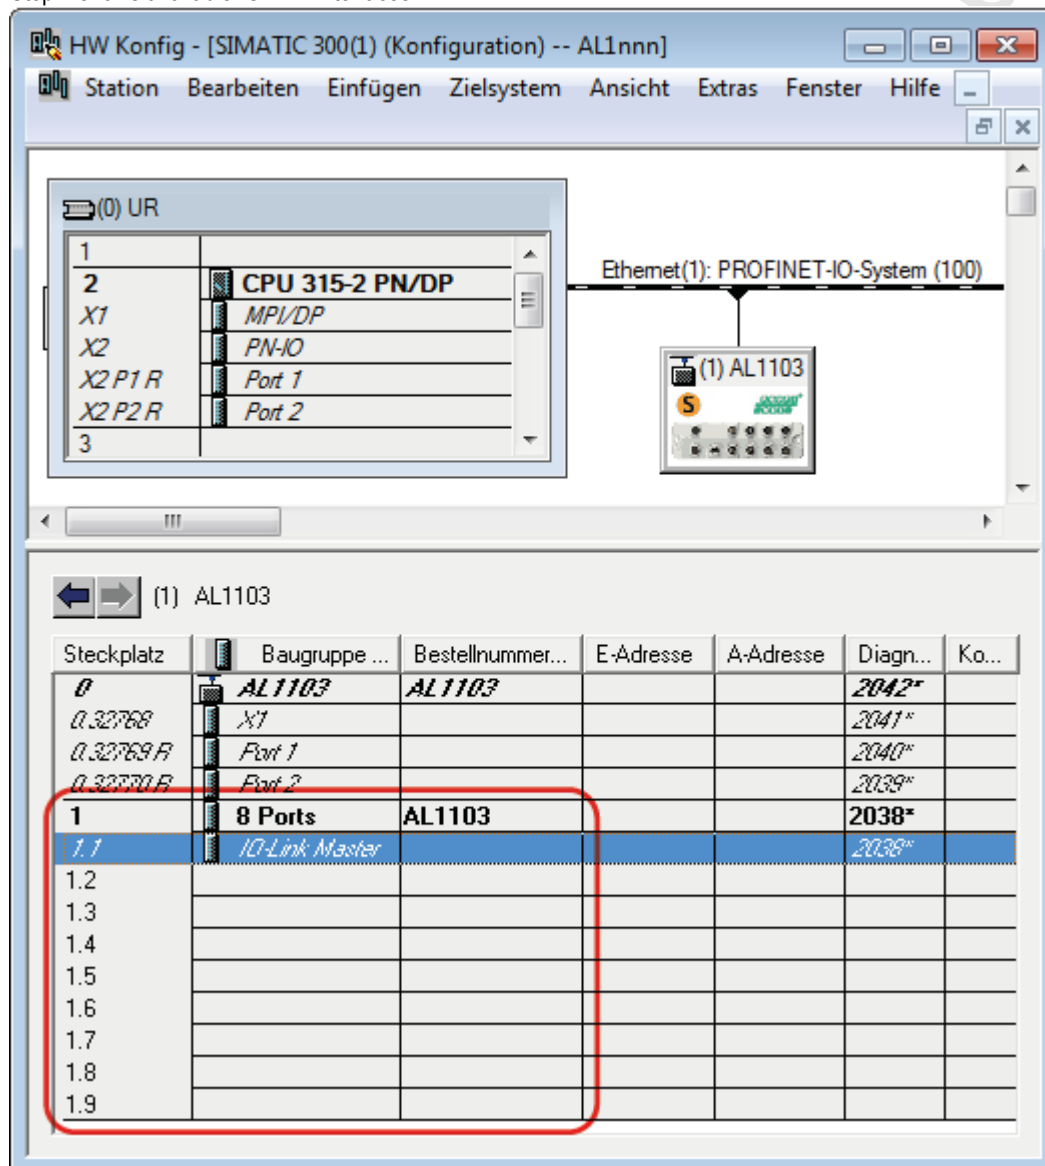 HW Konfig - [SIMATIC 300(1) (Konfiguration) -- AL1nnn]
Station Bearbeiten Einfügen Zielsystem Ansicht Extras Fenster Hilfe
(0) UR
1
2 CPU 315-2 PN/DP
X1 MPI/DP
X2 PN-IO
X2 P1 R Port 1
X2 P2 R Port 2
3
Ethernet(1): PROFINET-IO-System (100)
(1) AL1103
S
(1) AL1103
Steckplatz Baugruppe ... Bestellnummer... E-Adresse A-Adresse Diagn... Ko...
0 AL1103 AL1103 2042*
0.32768 X1 2041*
0.32769 R Port 1 2040*
0.32770 R Port 2 2039*
1 8 Ports AL1103 2038*
1.1 IO-Link Master 2038*
1.2
1.3
1.4
1.5
1.6
1.7
1.8
1.9